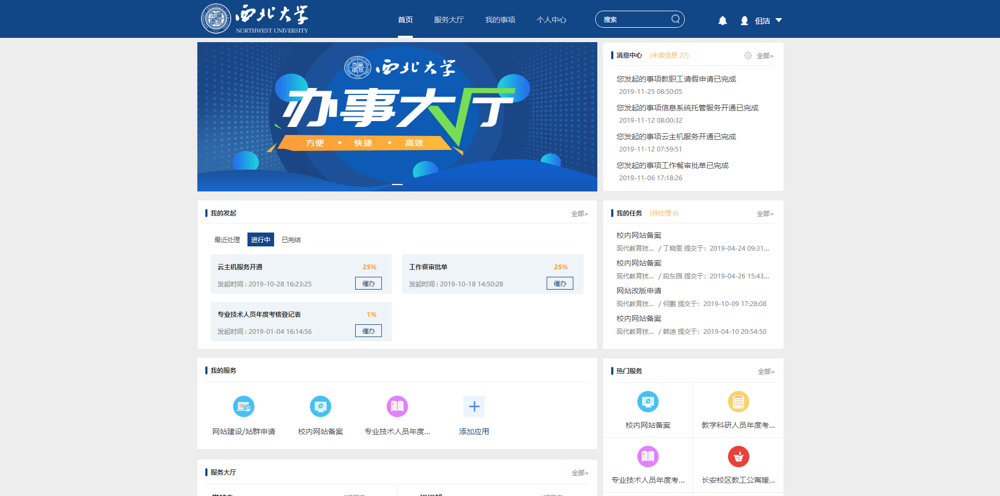 西北大学
NORTHWEST UNIVERSITY
首页
服务大厅
我的事项
个人中心
搜索
侣洁
西北大学
办事大厅
方便 • 快捷 • 高效
消息中心 (未读信息 27) 全部>
您发起的事项教职工请假申请已完成
2019-11-25 08:50:05
您发起的事项信息系统托管服务开通已完成
2019-11-12 08:00:32
您发起的事项云主机服务开通已完成
2019-11-12 07:59:51
您发起的事项工作餐审批单已完成
2019-11-06 17:18:26
我的发起 全部>
最近处理 进行中 已完结
云主机服务开通 25%
发起时间 : 2019-10-28 16:23:25 催办
工作餐审批单 25%
发起时间 : 2019-10-18 14:50:28 催办
专业技术人员年度考核登记表 1%
发起时间 : 2019-01-04 16:14:56 催办
我的任务 (待处理 6) 全部>
校内网站备案
现代教育技... / 丁晓雯 提交于：2019-04-24 09:31...
校内网站备案
现代教育技... / 段东园 提交于：2019-04-26 15:43...
网站改版申请
现代教育技... / 何鹏 提交于：2019-10-09 17:28:08
校内网站备案
现代教育技... / 韩迪 提交于：2019-04-10 20:54:50
我的服务
网站建设/站群申请
校内网站备案
专业技术人员年度...
添加应用
热门服务 全部>
校内网站备案
教学科研人员年度考...
专业技术人员年度考...
长安校区教工公寓暖...
服务大厅 全部>